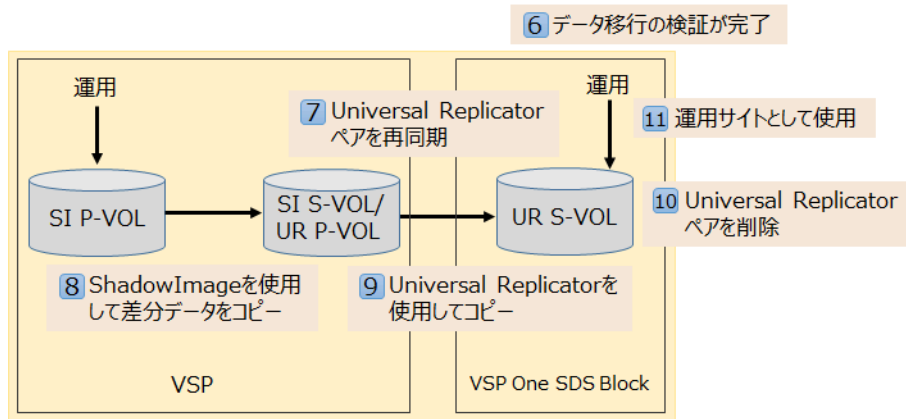 6 データ移行の検証が完了
運用
7 Universal Replicator
ペアを再同期
運用
11 運用サイトとして使用
SI P-VOL
SI S-VOL/
UR P-VOL
UR S-VOL
10 Universal Replicator
ペアを削除
8 ShadowImageを使用
して差分データをコピー
9 Universal Replicatorを
使用してコピー
VSP
VSP One SDS Block